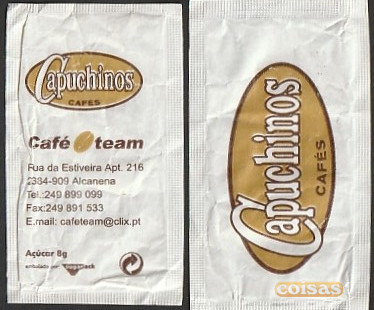 Capuchinos
CAFÉS
Café team
Rua da Estiveira Apt. 216
2384-909 Alcanena
Tel.:249 899 099
Fax:249 891 533
E.mail: cafeteam@clix.pt
Açúcar 8g
embalado por
Capuchinos
CAFÉS
coisas